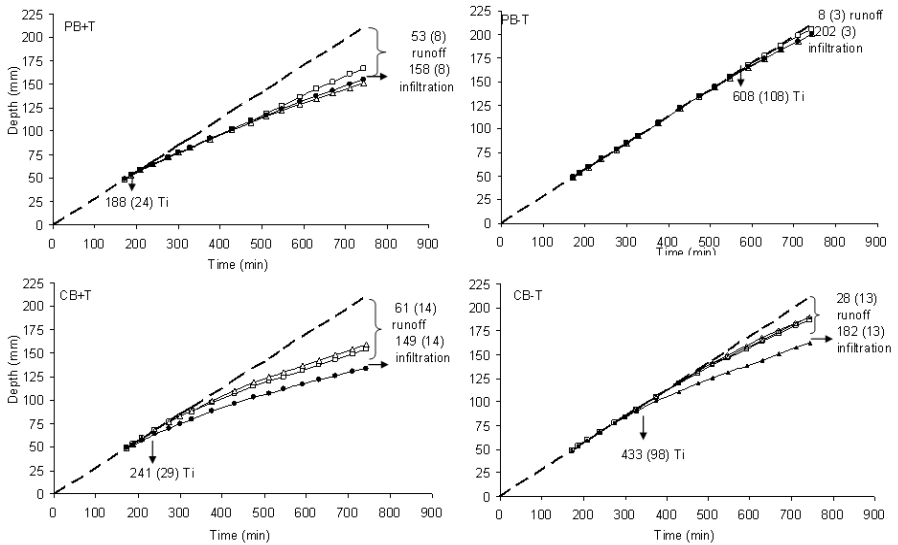 PB+T
225
200
175
150
125
100
75
50
25
0
Depth (mm)
53 (8)
runoff
158 (8)
infiltration
188 (24) Ti
0 100 200 300 400 500 600 700 800 900
Time (min)
PB-T
225
200
175
150
125
100
75
50
25
0
8 (3) runoff
202 (3)
infiltration
608 (108) Ti
0 100 200 300 400 500 600 700 800 900
Time (min)
CB+T
225
200
175
150
125
100
75
50
25
0
Depth (mm)
61 (14)
runoff
149 (14)
infiltration
241 (29) Ti
0 100 200 300 400 500 600 700 800 900
Time (min)
CB-T
225
200
175
150
125
100
75
50
25
0
28 (13)
runoff
182 (13)
infiltration
433 (98) Ti
0 100 200 300 400 500 600 700 800 900
Time (min)